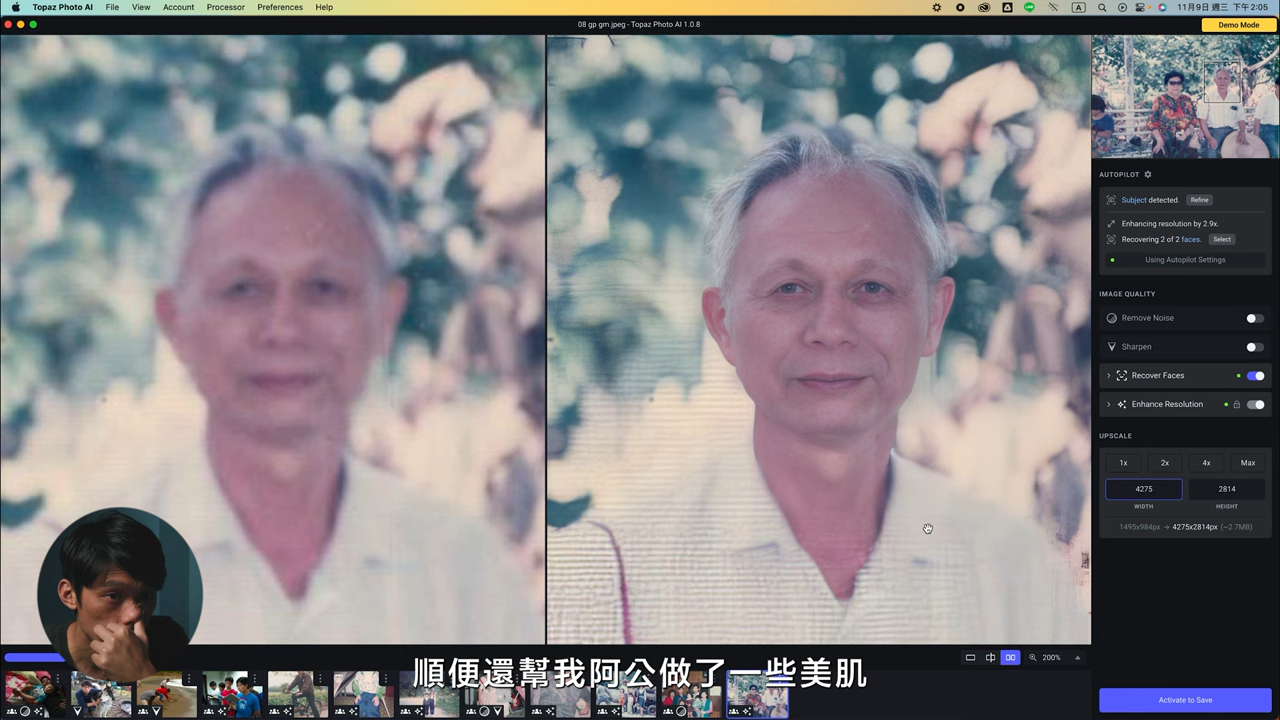 Topaz Photo AI File View Account Processor Preferences Help A 11月9日 週三 下午 2:05
08 gp gm.jpeg - Topaz Photo AI 1.0.8
Demo Mode
AUTOPILOT
Subject detected. Refine
Enhancing resolution by 2.9x.
Recovering 2 of 2 faces. Select
Using Autopilot Settings
IMAGE QUALITY
Remove Noise
Sharpen
Recover Faces
Enhance Resolution
UPSCALE
1x 2x 4x Max
4275 2814
WIDTH HEIGHT
1495x984px → 4275x2814px (~2.7MB)
200%
順便還幫我阿公做了一些美肌
Activate to Save